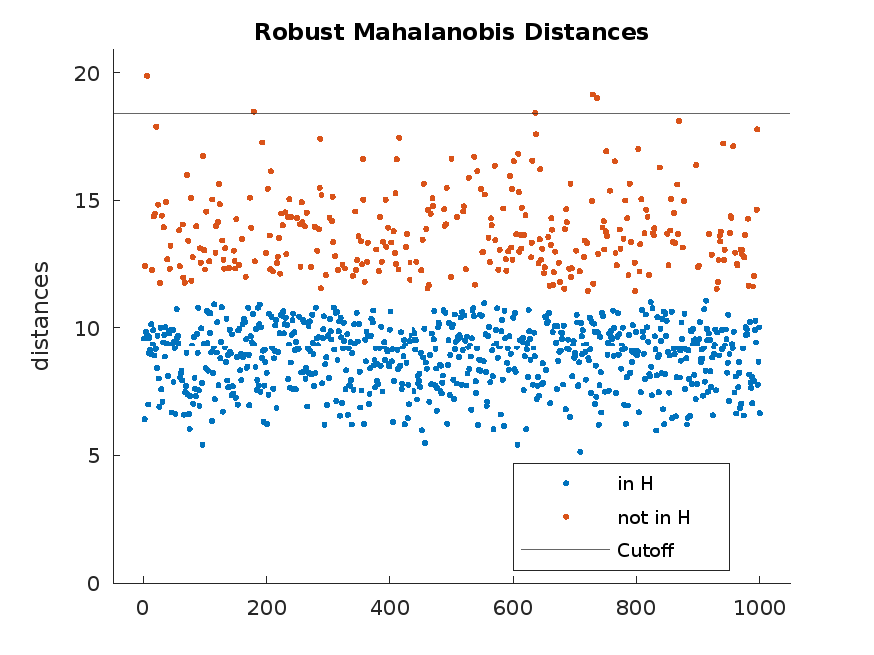 Robust Mahalanobis Distances
20
15
10
5
0
distances
in H
not in H
Cutoff
0 200 400 600 800 1000